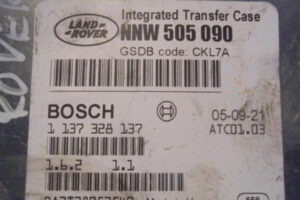 LAND
ROVER
Integrated Transfer Case
NNW 505 090
GSDB code: CKL7A
ROVER
BOSCH
05-09-21
1 137 328 137
ATC01.03
1.6.2 1.1